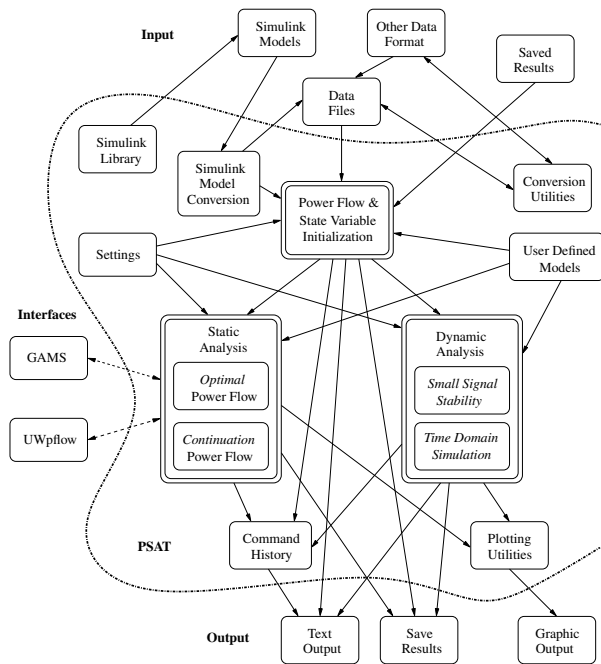 Input
Simulink
Models
Other Data
Format
Saved
Results
Data
Files
Simulink
Library
Simulink
Model
Conversion
Conversion
Utilities
Power Flow &
State Variable
Initialization
Settings
User Defined
Models
Interfaces
GAMS
UWpflow
Static
Analysis
Optimal
Power Flow
Continuation
Power Flow
Dynamic
Analysis
Small Signal
Stability
Time Domain
Simulation
PSAT
Command
History
Plotting
Utilities
Output
Text
Output
Save
Results
Graphic
Output